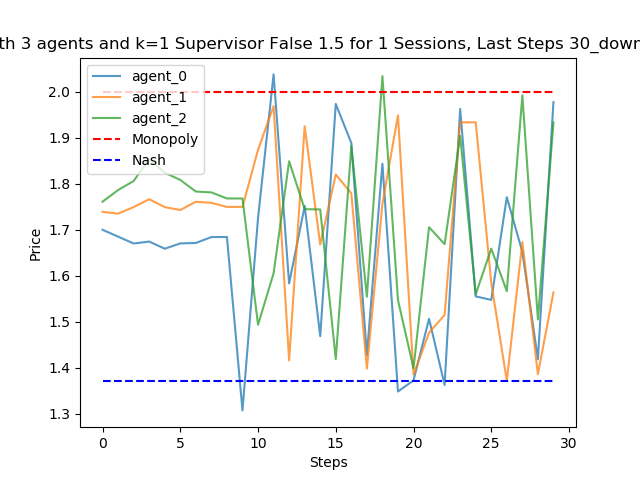 th 3 agents and k=1 Supervisor False 1.5 for 1 Sessions, Last Steps 30_down
agent_0
agent_1
agent_2
Monopoly
Nash
Price
2.0
1.9
1.8
1.7
1.6
1.5
1.4
1.3
0
5
10
15
20
25
30
Steps